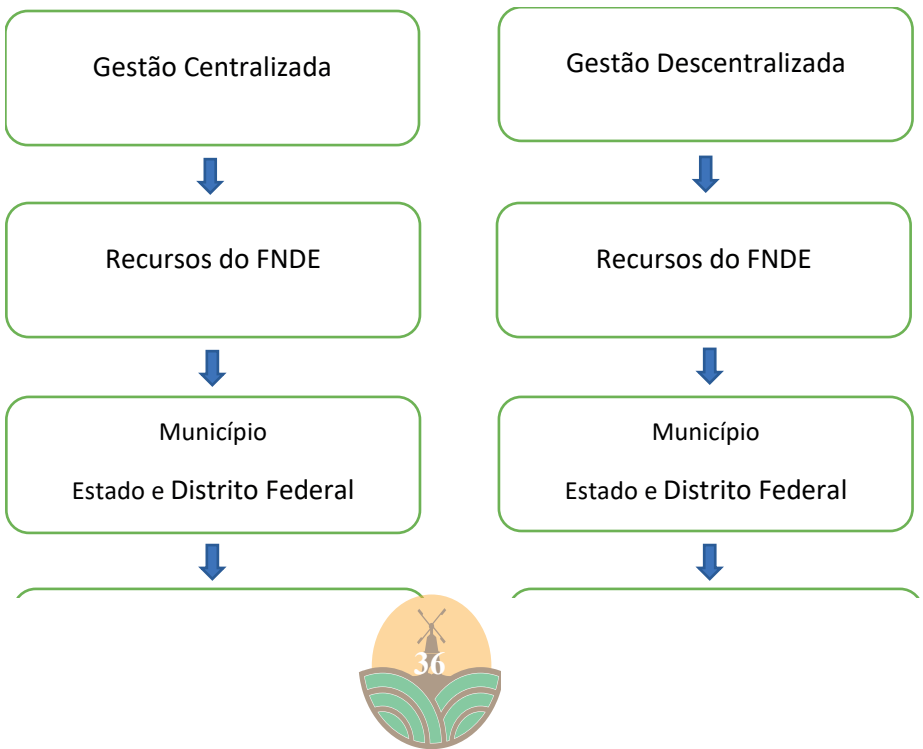 Gestão Centralizada
Recursos do FNDE
Município
Estado e Distrito Federal
Gestão Descentralizada
Recursos do FNDE
Município
Estado e Distrito Federal
36